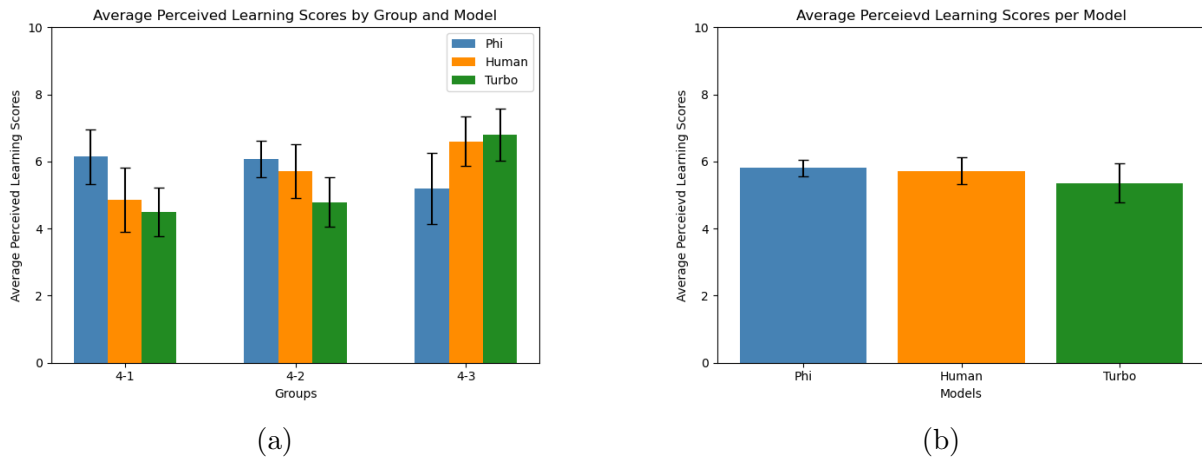 Average Perceived Learning Scores by Group and Model
Average Perceived Learning Scores
10
8
6
4
2
0
Phi
Human
Turbo
4-1
4-2
4-3
Groups
(a)
Average Perceievd Learning Scores per Model
Average Perceievd Learning Scores
10
8
6
4
2
0
Phi
Human
Turbo
Models
(b)